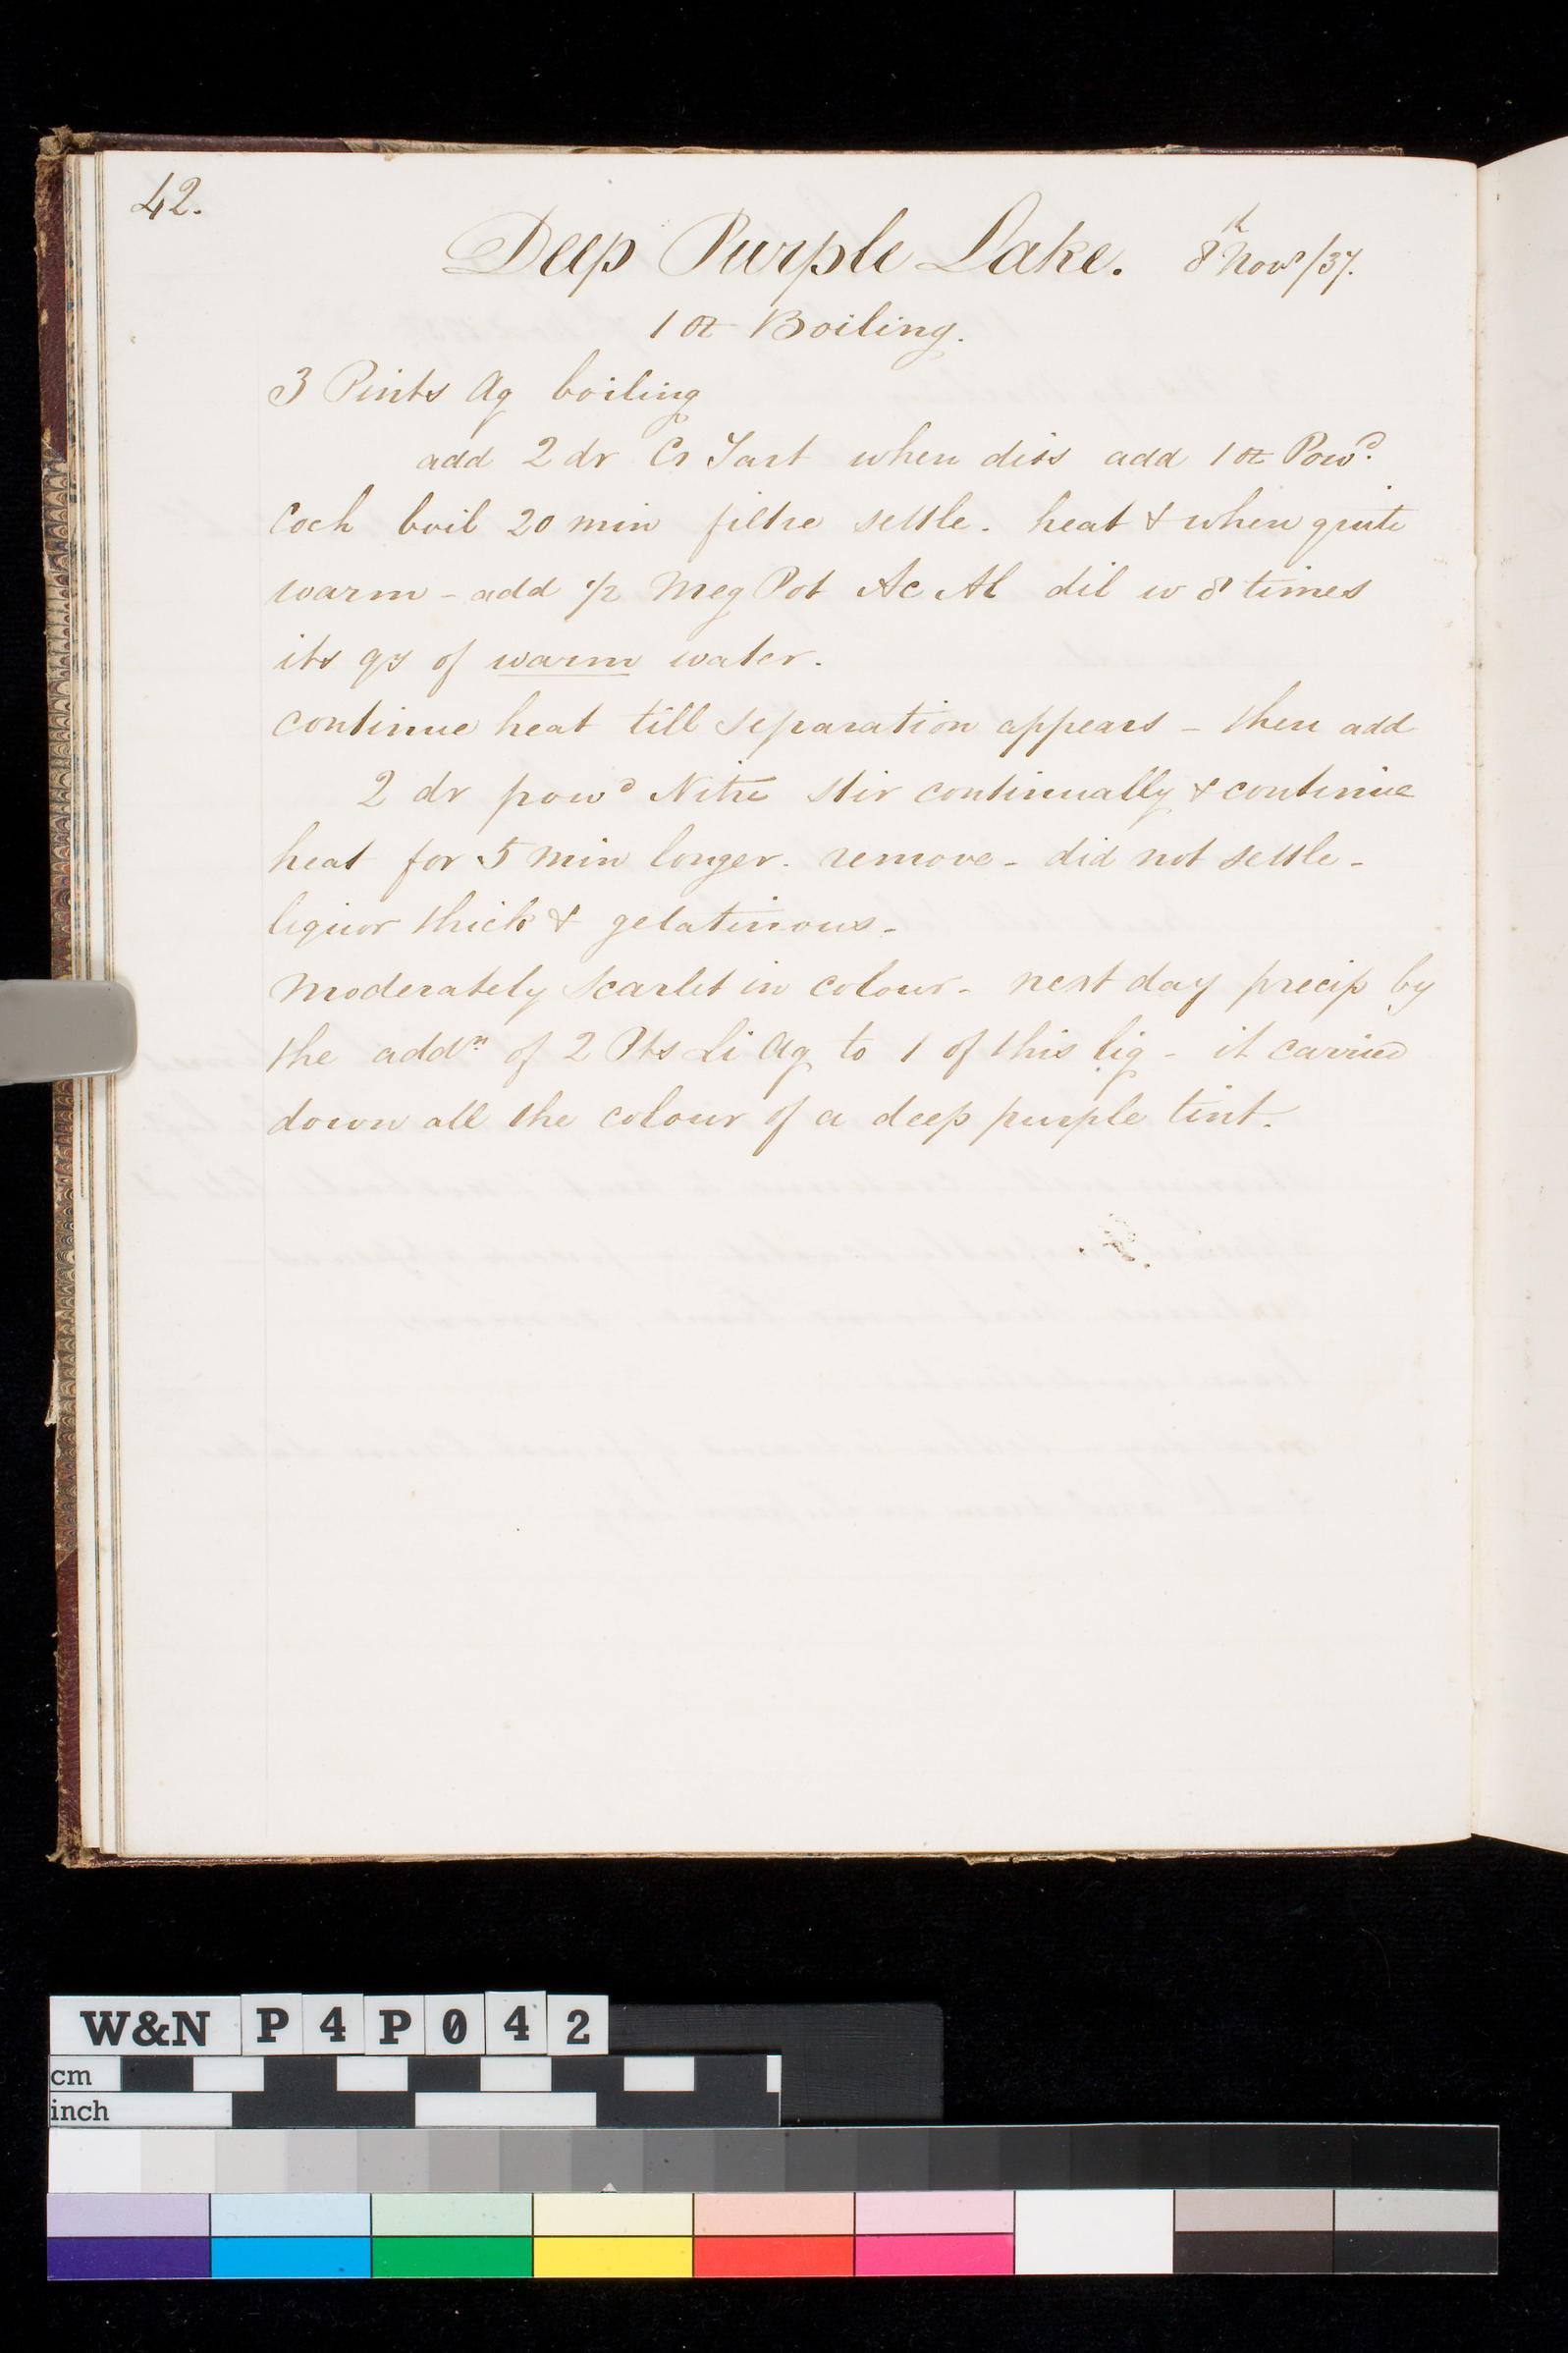 42.
Deep Purple Lake. 8th Novr/37.
1 oz Boiling.
3 Pints Aq boiling
add 2 dr Cr Tart when diss add 1 oz Powd.
Coch boil 20 min filtre settle. heat & when quite
warm - add 1/2 Meg Pot Ac Al dil w 8 times
its qy of warm water.
continue heat till separation appears - then add
2 dr powd Nitre stir continually & continue
heat for 5 min longer. remove - did not settle -
liquor thick & gelatinous -
moderately scarlet in colour - next day precip by
the addn of 2 Pts Li Aq to 1 of this liq - it carried
down all the colour of a deep purple tint.
W&N P4P042
cm
inch